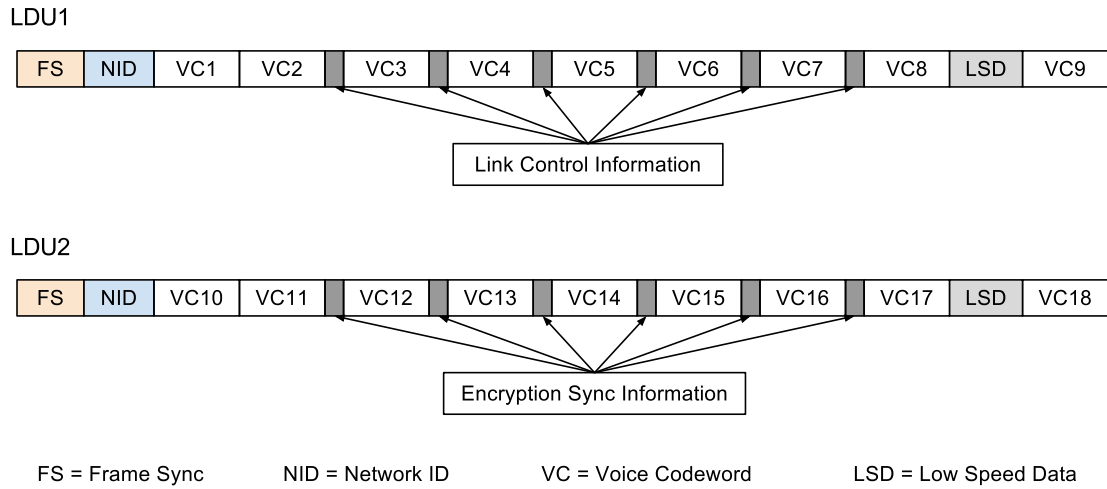 LDU1
FS NID VC1 VC2 VC3 VC4 VC5 VC6 VC7 VC8 LSD VC9
Link Control Information
LDU2
FS NID VC10 VC11 VC12 VC13 VC14 VC15 VC16 VC17 LSD VC18
Encryption Sync Information
FS = Frame Sync NID = Network ID VC = Voice Codeword LSD = Low Speed Data